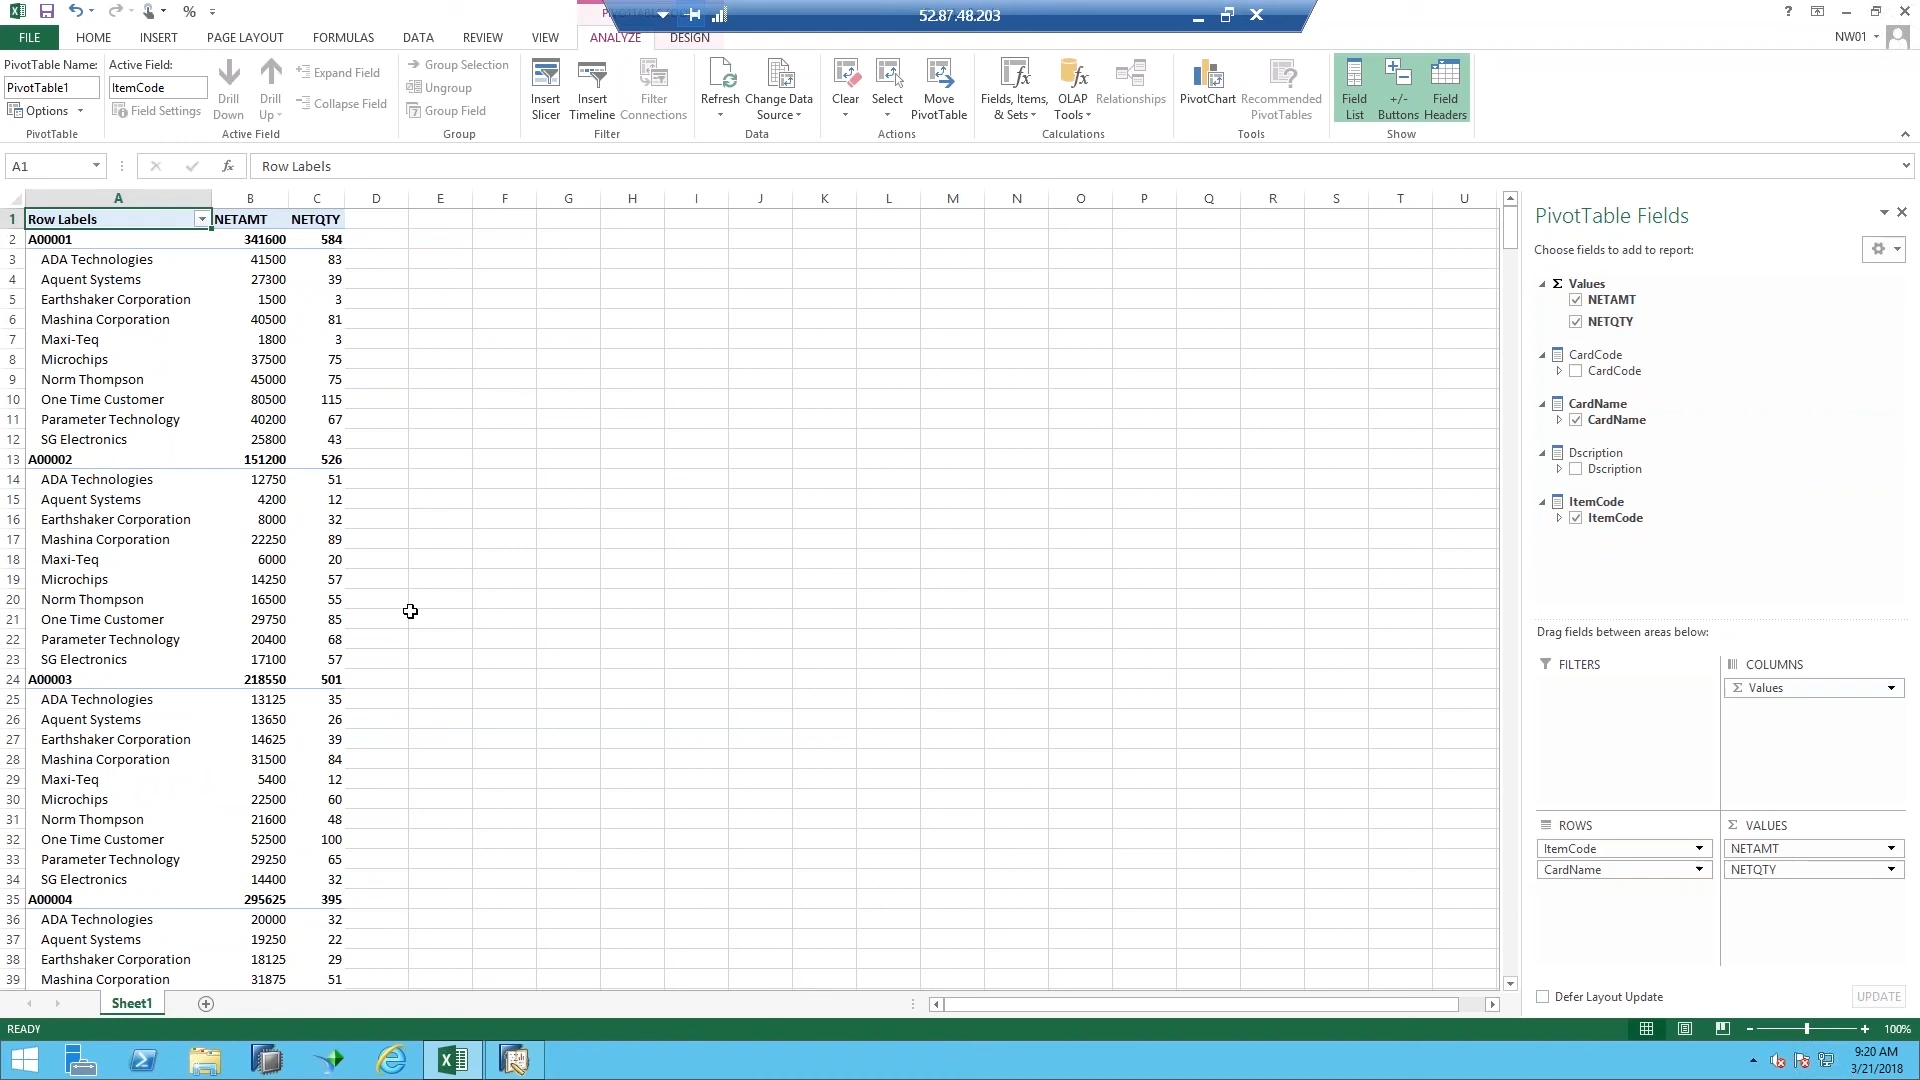 52.87.48.203
%
?
FILE HOME INSERT PAGE LAYOUT FORMULAS DATA REVIEW VIEW ANALYZE DESIGN NW01
PivotTable Name: Active Field:
PivotTable1 ItemCode
Options Field Settings
Drill Down
Drill Up
Expand Field
Collapse Field
Group Selection
Ungroup
Group Field
Insert Slicer
Insert Timeline
Filter Connections
Refresh
Change Data Source
Clear
Select
Move PivotTable
Fields, Items, & Sets
OLAP Tools
Relationships
PivotChart
Recommended PivotTables
Field List
+/- Buttons
Field Headers
PivotTable Active Field Group Filter Data Actions Calculations Tools Show
A1 fx Row Labels
A B C D E F G H I J K L M N O P Q R S T U
1 Row Labels NETAMT NETQTY
2 A00001 341600 584
3 ADA Technologies 41500 83
4 Aquent Systems 27300 39
5 Earthshaker Corporation 1500 3
6 Mashina Corporation 40500 81
7 Maxi-Teq 1800 3
8 Microchips 37500 75
9 Norm Thompson 45000 75
10 One Time Customer 80500 115
11 Parameter Technology 40200 67
12 SG Electronics 25800 43
13 A00002 151200 526
14 ADA Technologies 12750 51
15 Aquent Systems 4200 12
16 Earthshaker Corporation 8000 32
17 Mashina Corporation 22250 89
18 Maxi-Teq 6000 20
19 Microchips 14250 57
20 Norm Thompson 16500 55
21 One Time Customer 29750 85
22 Parameter Technology 20400 68
23 SG Electronics 17100 57
24 A00003 218550 501
25 ADA Technologies 13125 35
26 Aquent Systems 13650 26
27 Earthshaker Corporation 14625 39
28 Mashina Corporation 31500 84
29 Maxi-Teq 5400 12
30 Microchips 22500 60
31 Norm Thompson 21600 48
32 One Time Customer 52500 100
33 Parameter Technology 29250 65
34 SG Electronics 14400 32
35 A00004 295625 395
36 ADA Technologies 20000 32
37 Aquent Systems 19250 22
38 Earthshaker Corporation 18125 29
39 Mashina Corporation 31875 51
PivotTable Fields
Choose fields to add to report:
Σ Values
NETAMT
NETQTY
CardCode
CardCode
CardName
CardName
Dscription
Dscription
ItemCode
ItemCode
Drag fields between areas below:
FILTERS
COLUMNS
Σ Values
ROWS
ItemCode
CardName
Σ VALUES
NETAMT
NETQTY
Defer Layout Update UPDATE
Sheet1
READY 100%
9:20 AM
3/21/2018